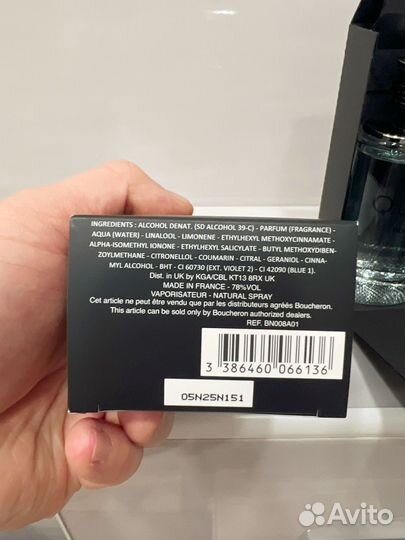 INGREDIENTS : ALCOHOL DENAT. (SD ALCOHOL 39-C) - PARFUM (FRAGRANCE) -
AQUA (WATER) - LINALOOL - LIMONENE - ETHYLHEXYL METHOXYCINNAMATE -
ALPHA-ISOMETHYL IONONE - ETHYLHEXYL SALICYLATE - BUTYL METHOXYDIBEN-
ZOYLMETHANE - CITRONELLOL - COUMARIN - CITRAL - GERANIOL - CINNA-
MYL ALCOHOL - BHT - CI 60730 (EXT. VIOLET 2) - CI 42090 (BLUE 1).
Dist. in UK by KGA/CBL KT13 8RX UK
MADE IN FRANCE - 78%VOL
VAPORISATEUR - NATURAL SPRAY
Cet article ne peut être vendu que par les distributeurs agréés Boucheron.
This article can be sold only by Boucheron authorized dealers.
REF. BN008A01
3 386460 066136
05N25N151
Avito